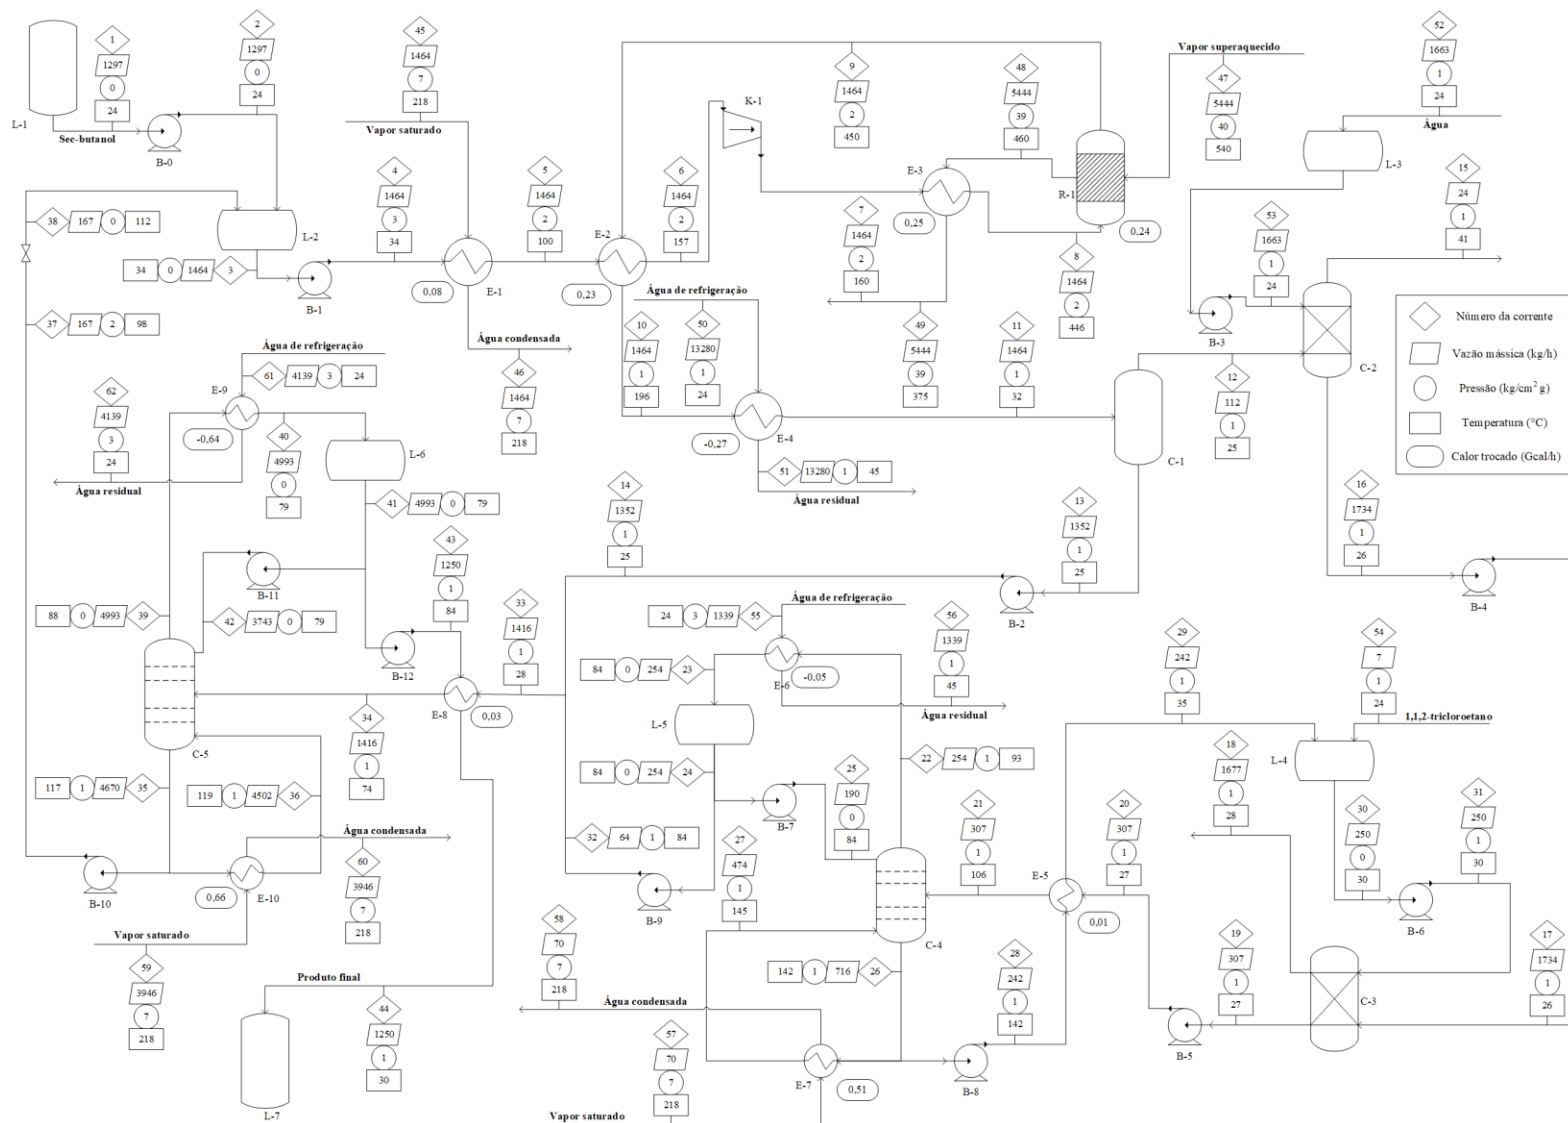 1
1297
0
24
2
1297
0
24
L-1
Sec-butanol
B-0
45
1464
7
218
Vapor saturado
4
1464
3
34
5
1464
2
100
38 167 0 112
L-2
34 0 1464 3
B-1
0,08
E-1
37 167 2 98
Água condensada
46
1464
7
218
9
1464
2
450
48
5444
39
460
Vapor superaquecido
47
5444
40
540
K-1
E-2
0,23
6
1464
2
157
E-3
0,25
7
1464
2
160
R-1
0,24
8
1464
2
446
49
5444
39
375
52
1663
1
24
Água
L-3
15
24
1
41
53
1663
1
24
B-3
C-2
12
112
1
25
Número da corrente
Vazão mássica (kg/h)
Pressão (kg/cm² g)
Temperatura (°C)
Calor trocado (Gcal/h)
Água de refrigeração
10
1464
1
196
50
13280
1
24
11
1464
1
32
E-4
-0,27
51 13280 1 45
Água residual
C-1
13
1352
1
25
14
1352
1
25
B-2
16
1734
1
26
B-4
Água de refrigeração
61 4139 3 24
E-9
-0,64
62
4139
3
24
Água residual
40
4993
0
79
L-6
41 4993 0 79
43
1250
1
84
B-11
88 0 4993 39
42 3743 0 79
B-12
33
1416
1
28
E-8
0,03
34
1416
1
74
C-5
117 1 4670 35
119 1 4502 36
Água condensada
60
3946
7
218
B-10
0,66
E-10
Vapor saturado
59
3946
7
218
Produto final
44
1250
1
30
L-7
Água de refrigeração
24 3 1339 55
56
1339
1
45
84 0 254 23
E-6
-0,05
Água residual
L-5
22 254 1 93
84 0 254 24
25
190
0
84
B-7
32 64 1 84
27
474
1
145
B-9
21
307
1
106
C-4
142 1 716 26
E-5
0,01
20
307
1
27
28
242
1
142
58
70
7
218
Água condensada
57
70
7
218
Vapor saturado
E-7
0,51
B-8
29
242
1
35
54
7
1
24
1,1,2-tricloroetano
18
1677
1
28
L-4
30
250
0
30
31
250
1
30
B-6
19
307
1
27
17
1734
1
26
C-3
B-5